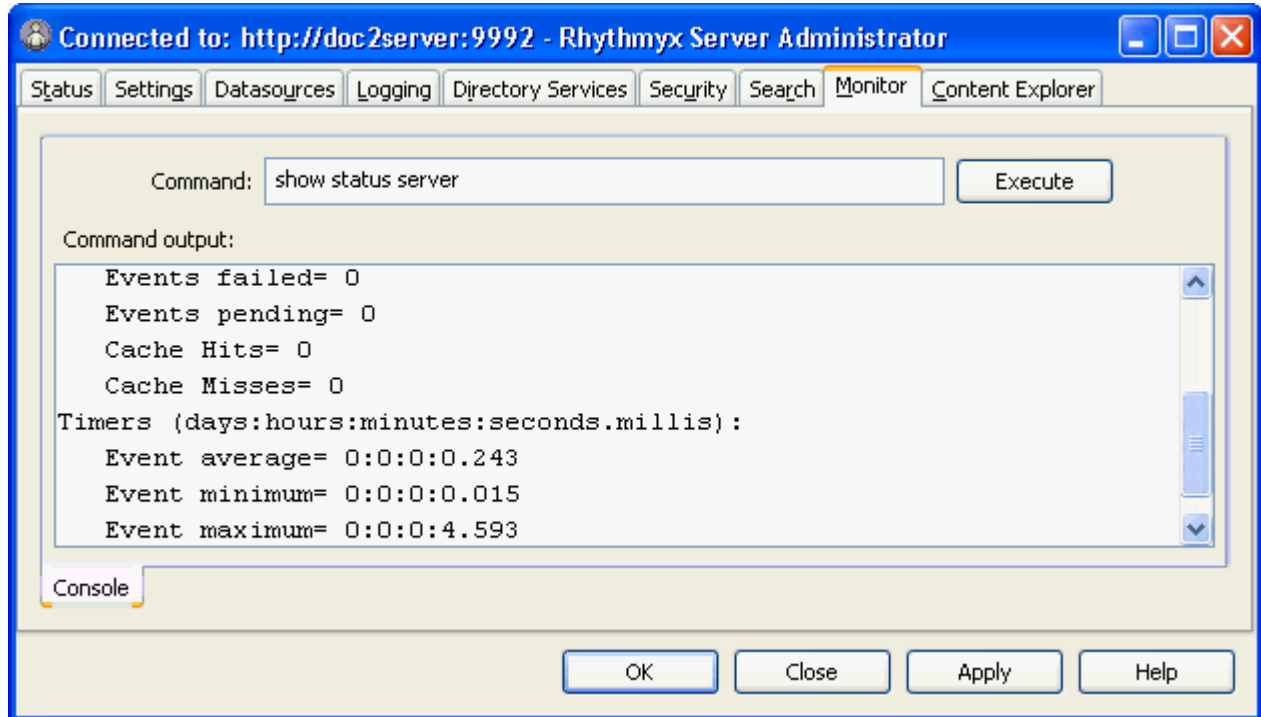 Connected to: http://doc2server:9992 - Rhythmyx Server Administrator
Status Settings Datasources Logging Directory Services Security Search Monitor Content Explorer
Command: show status server Execute
Command output:
Events failed= 0
Events pending= 0
Cache Hits= 0
Cache Misses= 0
Timers (days:hours:minutes:seconds.millis):
Event average= 0:0:0:0.243
Event minimum= 0:0:0:0.015
Event maximum= 0:0:0:4.593
Console
OK Close Apply Help